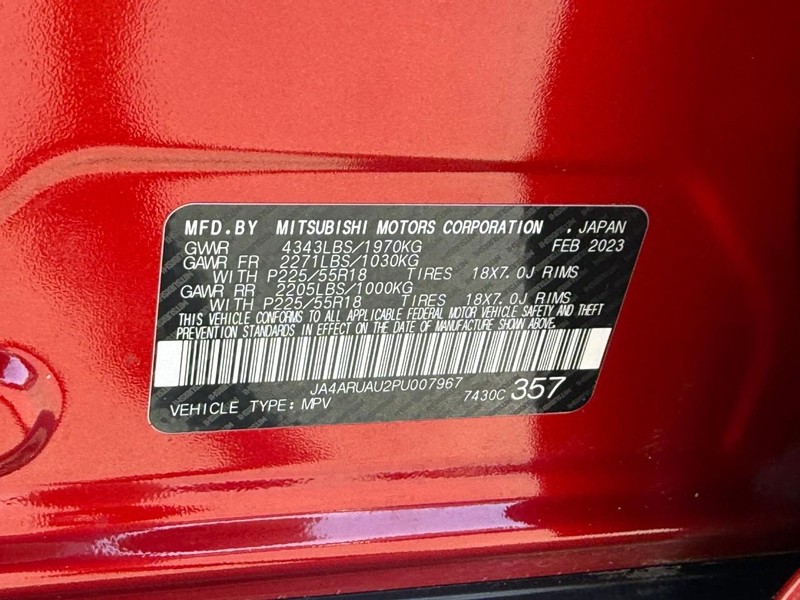 MFD.BY MITSUBISHI MOTORS CORPORATION , JAPAN
GVWR 4343LBS/1970KG FEB 2023
GAWR FR 2271LBS/1030KG
WITH P225/55R18 TIRES 18X7.0J RIMS
GAWR RR 2205LBS/1000KG
WITH P225/55R18 TIRES 18X7.0J RIMS
THIS VEHICLE CONFORMS TO ALL APPLICABLE FEDERAL MOTOR VEHICLE SAFETY AND THEFT
PREVENTION STANDARDS IN EFFECT ON THE DATE OF MANUFACTURE SHOWN ABOVE.
JA4ARUAU2PU007967
VEHICLE TYPE: MPV 7430C 357